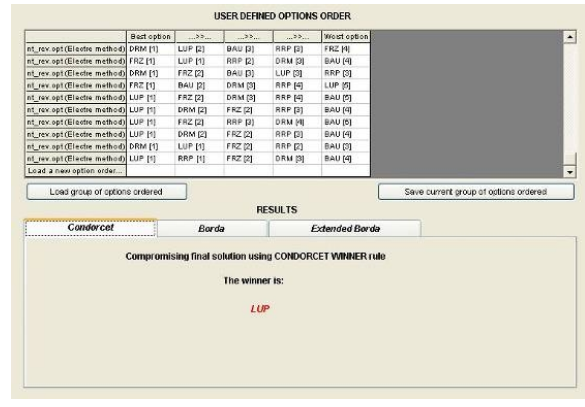 USER DEFINED OPTIONS ORDER
Best option ...>>... ...>>... ...>>... Worst option
nt_rev.opt (Electre method) DRM [1] LUP [2] BAU [3] RRP [3] FRZ [4]
nt_rev.opt (Electre method) FRZ [1] LUP [1] RRP [2] DRM [3] BAU [4]
nt_rev.opt (Electre method) DRM [1] FRZ [2] BAU [3] LUP [3] RRP [3]
nt_rev.opt (Electre method) FRZ [1] BAU [2] DRM [3] RRP [4] LUP [5]
nt_rev.opt (Electre method) LUP [1] FRZ [2] DRM [3] RRP [4] BAU [5]
nt_rev.opt (Electre method) LUP [1] DRM [2] FRZ [2] RRP [3] BAU [4]
nt_rev.opt (Electre method) LUP [1] FRZ [2] RRP [3] DRM [4] BAU [5]
nt_rev.opt (Electre method) LUP [1] DRM [2] FRZ [2] RRP [3] BAU [4]
nt_rev.opt (Electre method) DRM [1] LUP [1] FRZ [2] RRP [2] BAU [3]
nt_rev.opt (Electre method) LUP [1] RRP [1] FRZ [2] DRM [3] BAU [4]
Load a new option order...
Load group of options ordered Save current group of options ordered
RESULTS
Condorcet Borda Extended Borda
Compromising final solution using CONDORCET WINNER rule
The winner is:
LUP